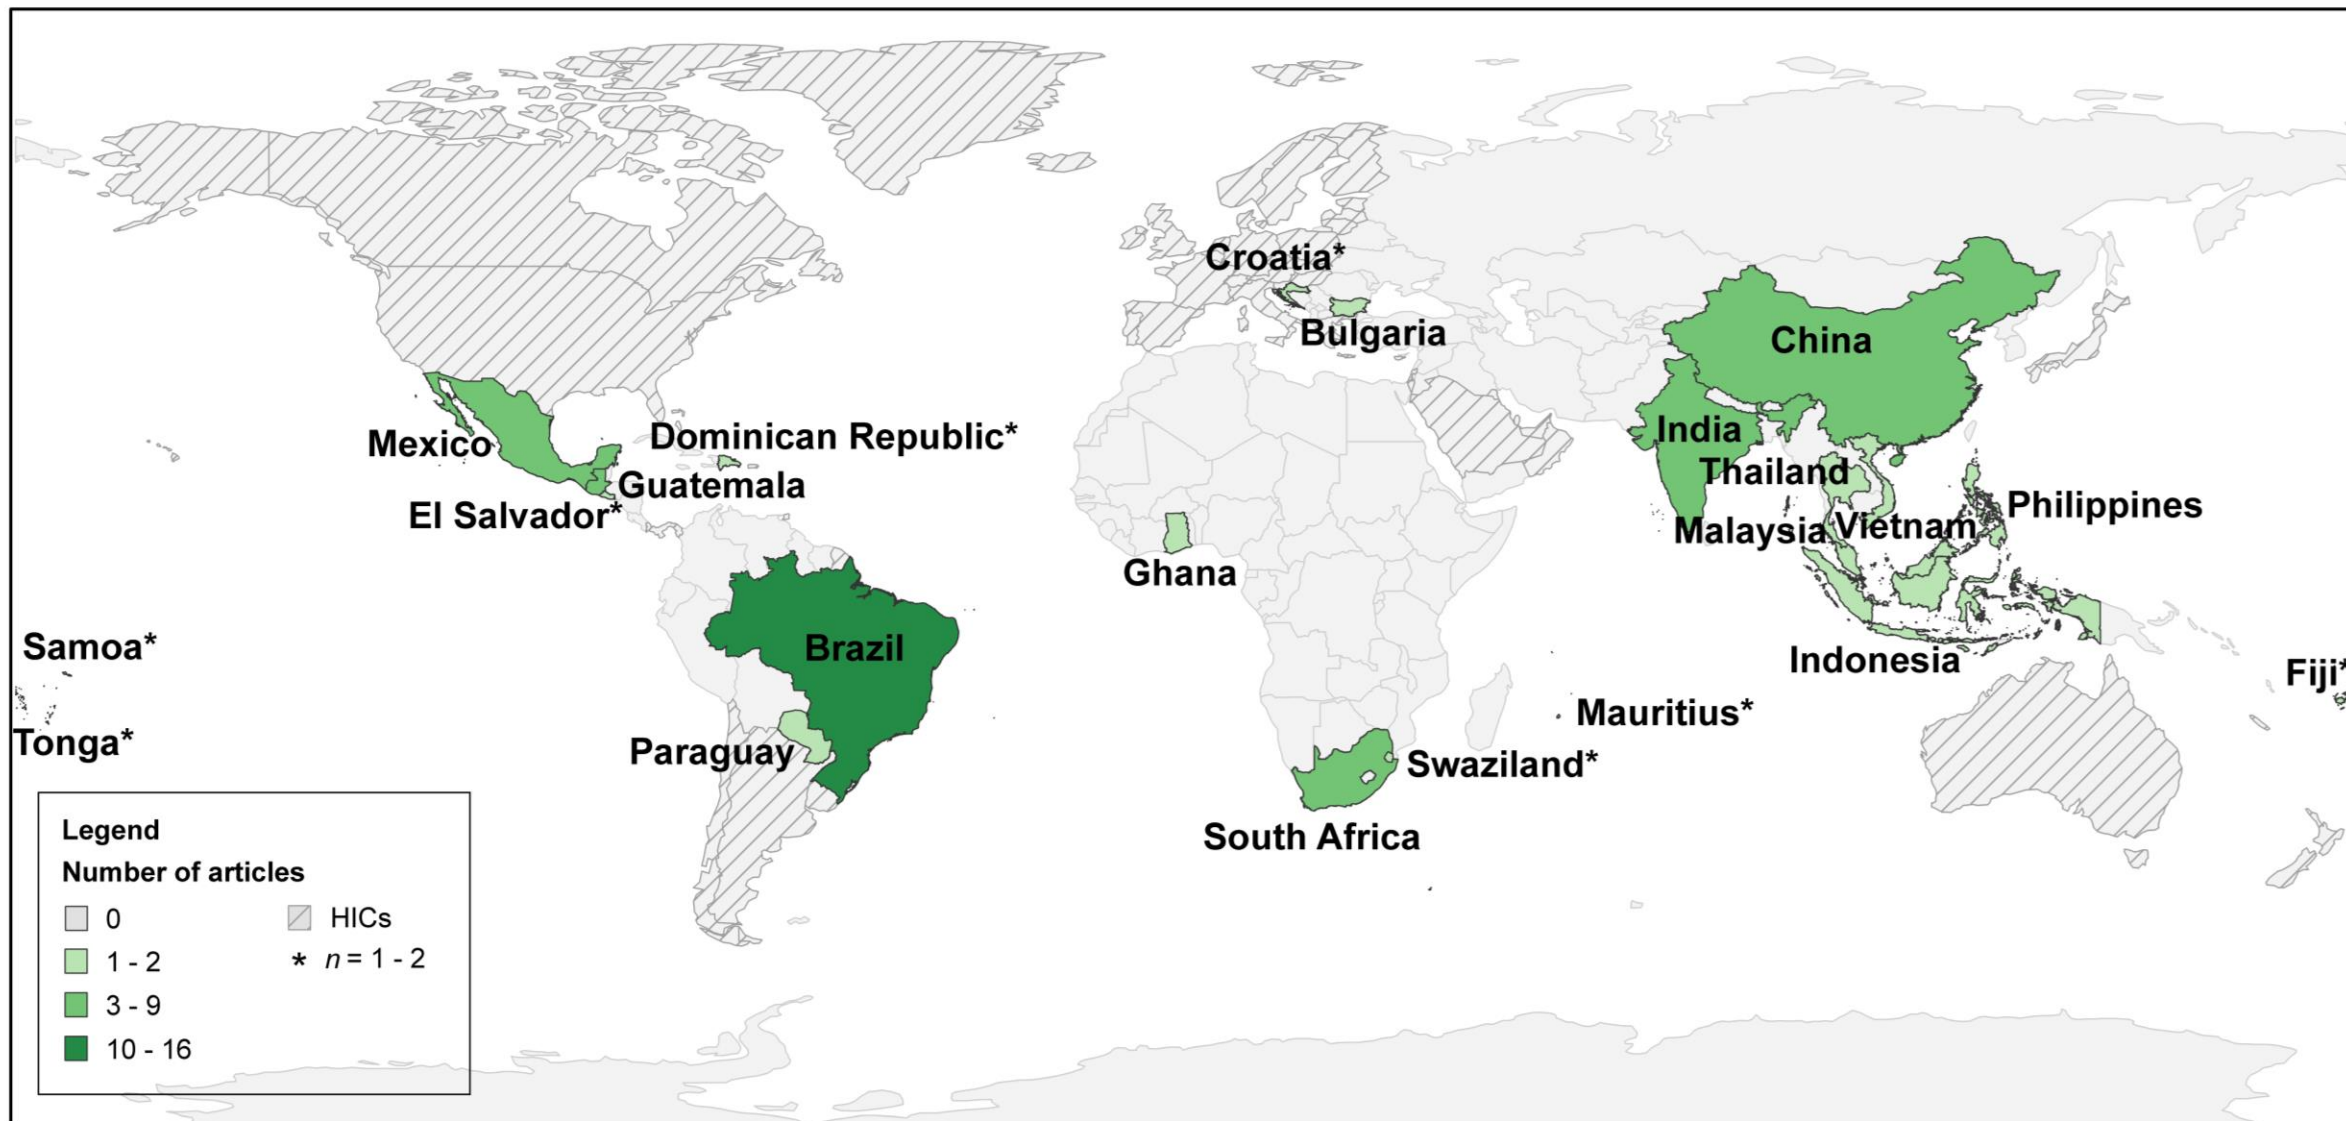 Croatia*
Bulgaria
China
Mexico
Dominican Republic*
India
Guatemala
Thailand
El Salvador*
Philippines
Malaysia
Vietnam
Ghana
Samoa*
Brazil
Indonesia
Fiji*
Mauritius*
Tonga*
Paraguay
Swaziland*
South Africa
Legend
Number of articles
0
HICs
1 - 2
* n = 1 - 2
3 - 9
10 - 16